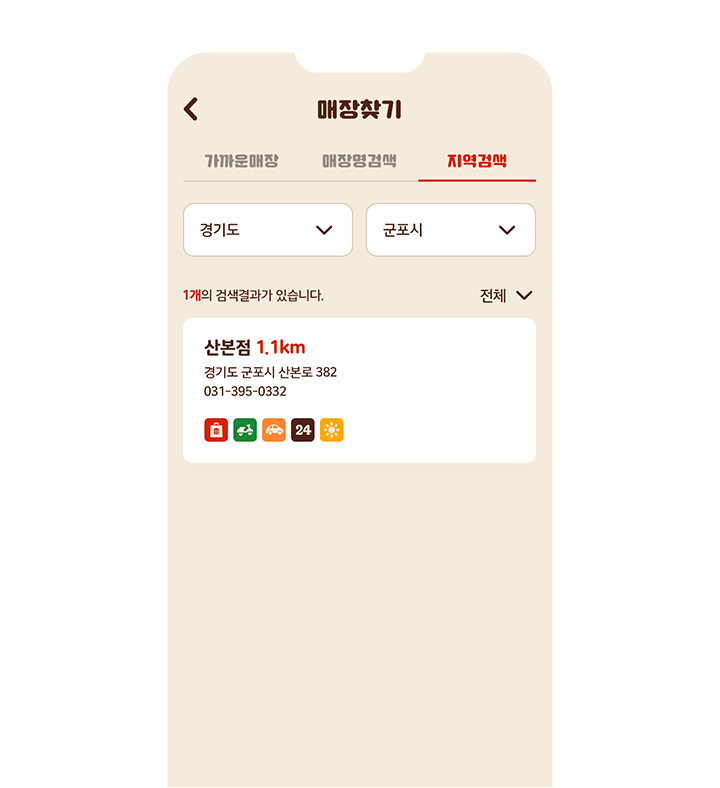 매장찾기
가까운매장 매장명검색 지역검색
경기도 군포시
1개의 검색결과가 있습니다. 전체
산본점 1.1km
경기도 군포시 산본로 382
031-395-0332
24